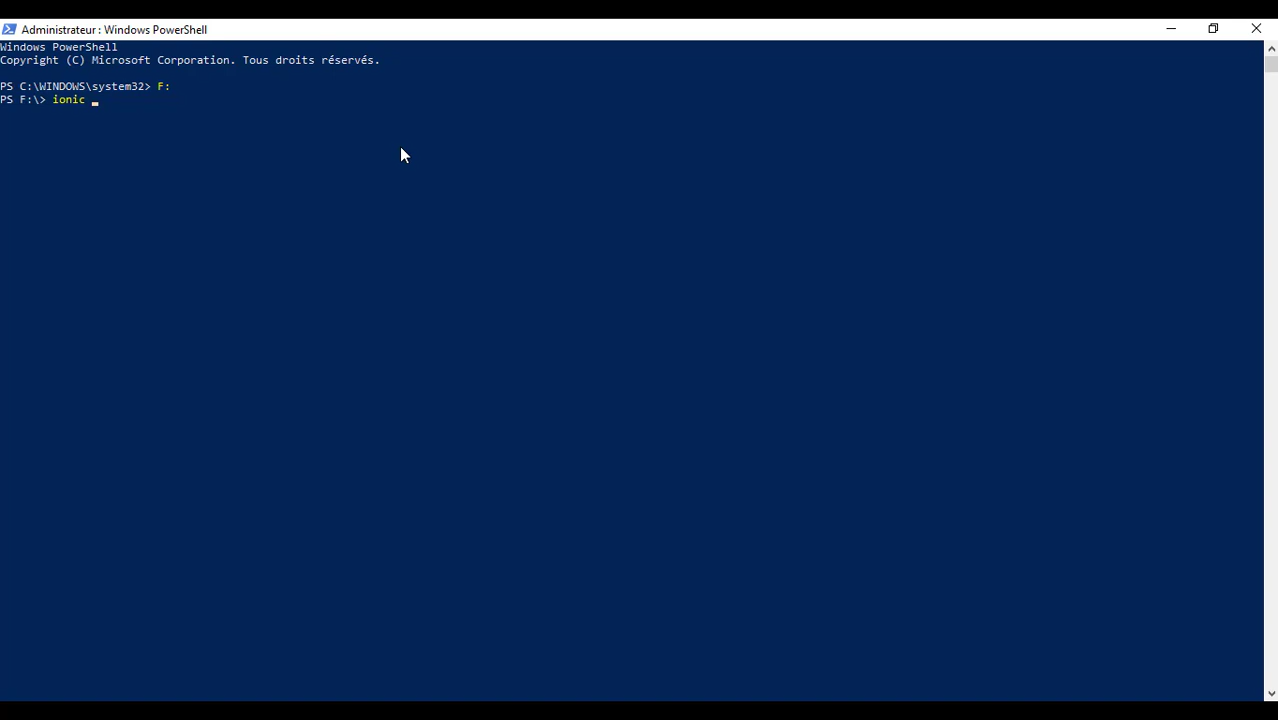 Administrateur : Windows PowerShell
Windows PowerShell
Copyright (C) Microsoft Corporation. Tous droits réservés.
PS C:\WINDOWS\system32> F:
PS F:\> ionic